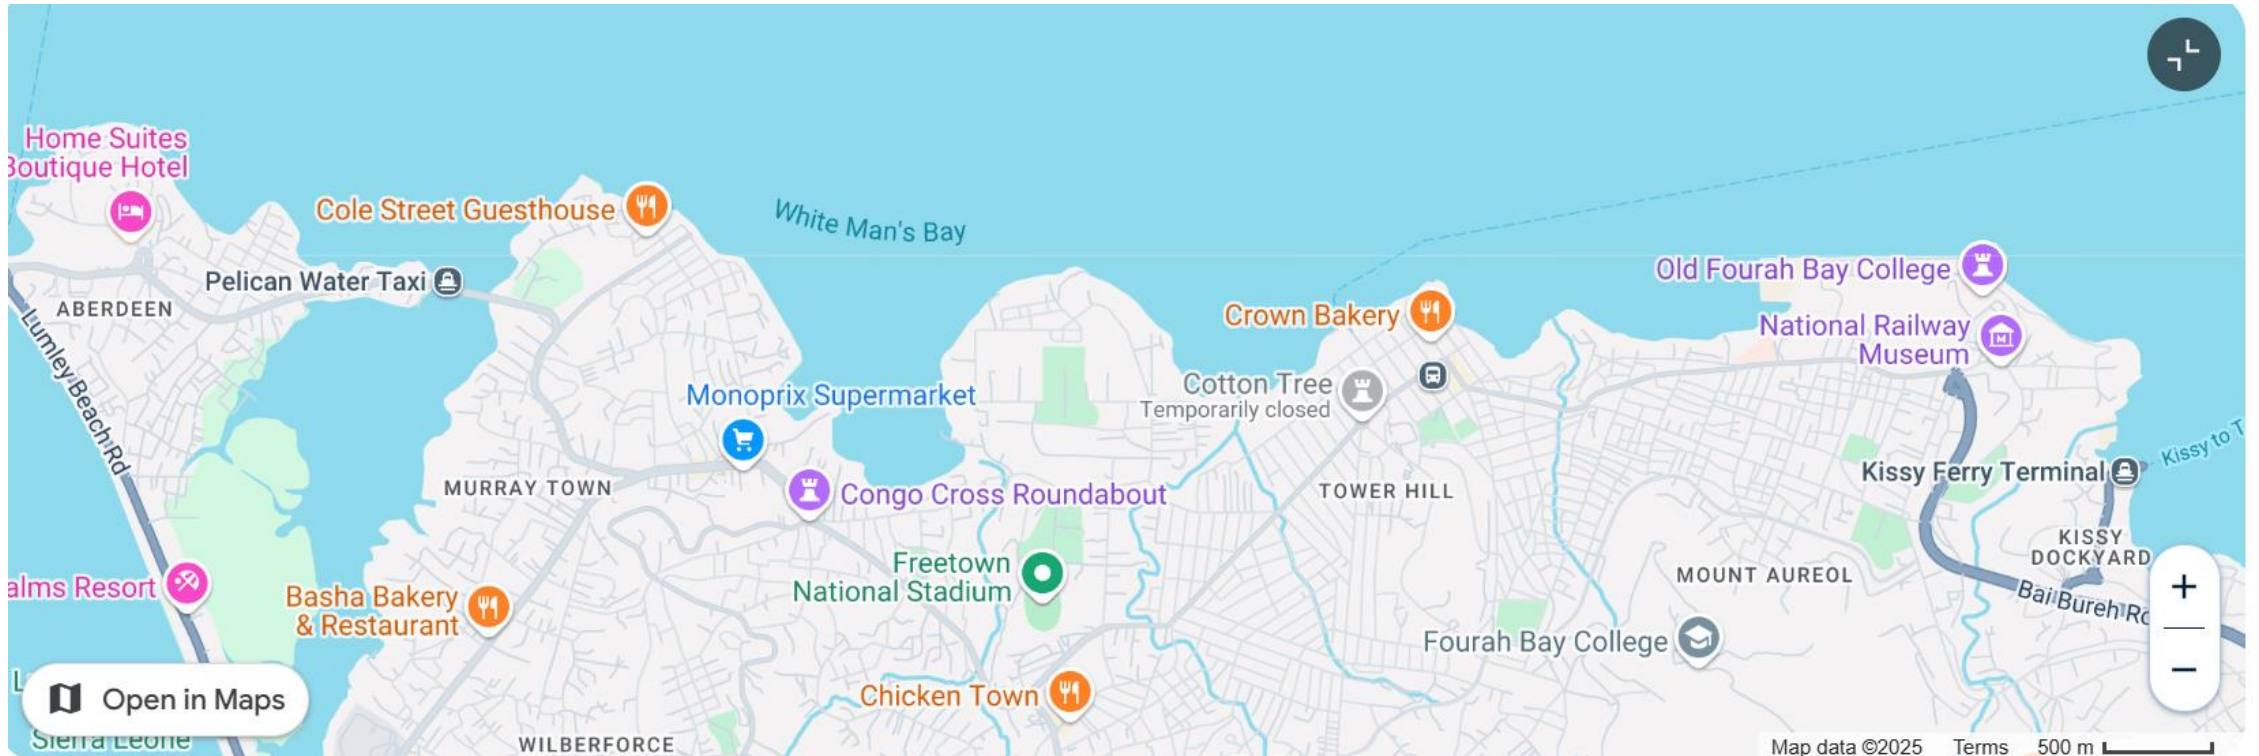 Home Suites
Boutique Hotel
Cole Street Guesthouse
White Man's Bay
Pelican Water Taxi
ABERDEEN
Lumley Beach Rd
Old Fourah Bay College
Crown Bakery
National Railway
Museum
Cotton Tree
Temporarily closed
Monoprix Supermarket
MURRAY TOWN
Congo Cross Roundabout
TOWER HILL
Kissy to T
Kissy Ferry Terminal
KISSY
DOCKYARD
alms Resort
Basha Bakery
& Restaurant
Freetown
National Stadium
MOUNT AUREOL
Bai Bureh Rd
+
Fourah Bay College
−
L
Open in Maps
Chicken Town
Sierra Leone
WILBERFORCE
Map data ©2025 Terms 500 m